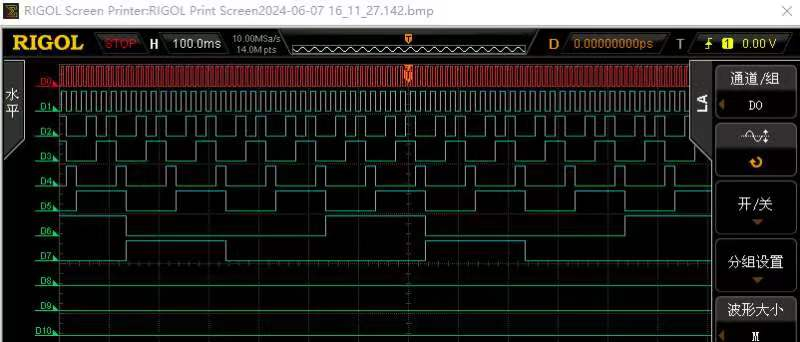 RIGOL Screen Printer:RIGOL Print Screen2024-06-07 16_11_27.142.bmp
RIGOL STOP H 100.0ms 10.00MSa/s 14.0M pts D 0.00000000ps T 1 0.00 V
水平
LA
通道/组
D0
开/关
分组设置
波形大小
M
D0
D1
D2
D3
D4
D5
D6
D7
D8
D9
D10